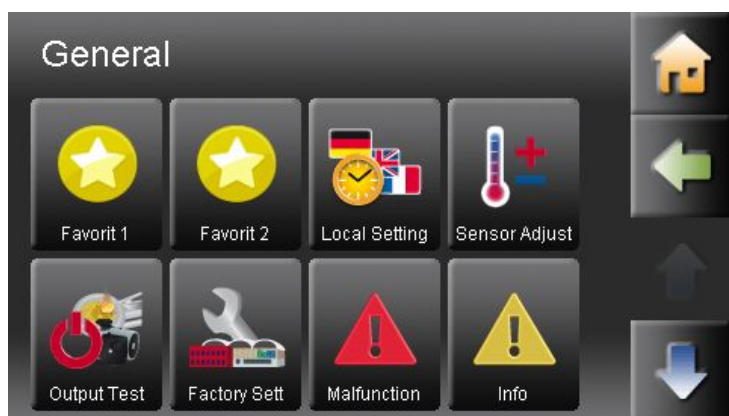 General
Favorit 1
Favorit 2
Local Setting
Sensor Adjust
Output Test
Factory Sett
Malfunction
Info